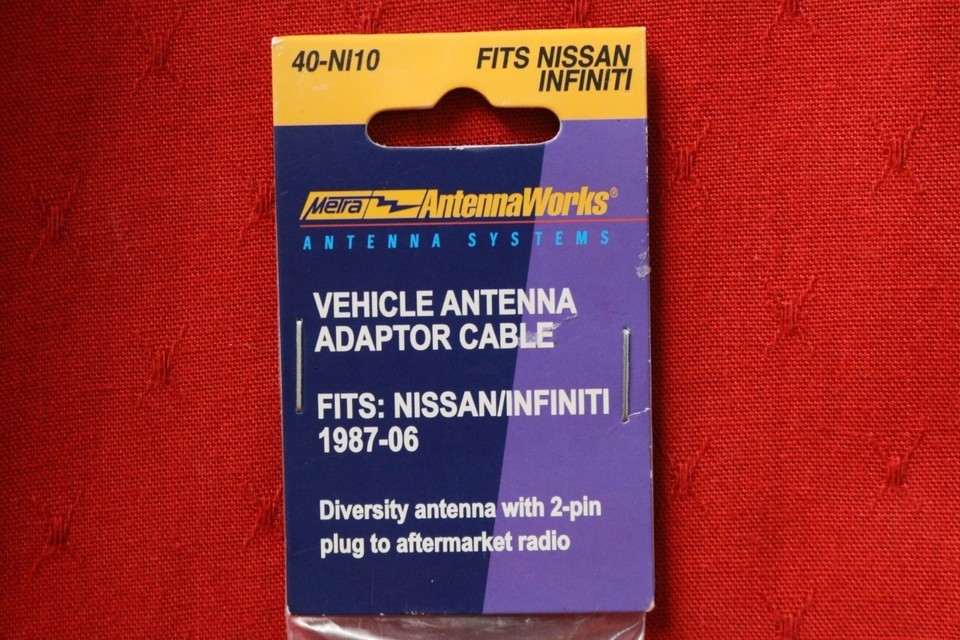 40-NI10
FITS NISSAN
INFINITI
Metra AntennaWorks®
ANTENNA SYSTEMS
VEHICLE ANTENNA
ADAPTOR CABLE
FITS: NISSAN/INFINITI
1987-06
Diversity antenna with 2-pin
plug to aftermarket radio